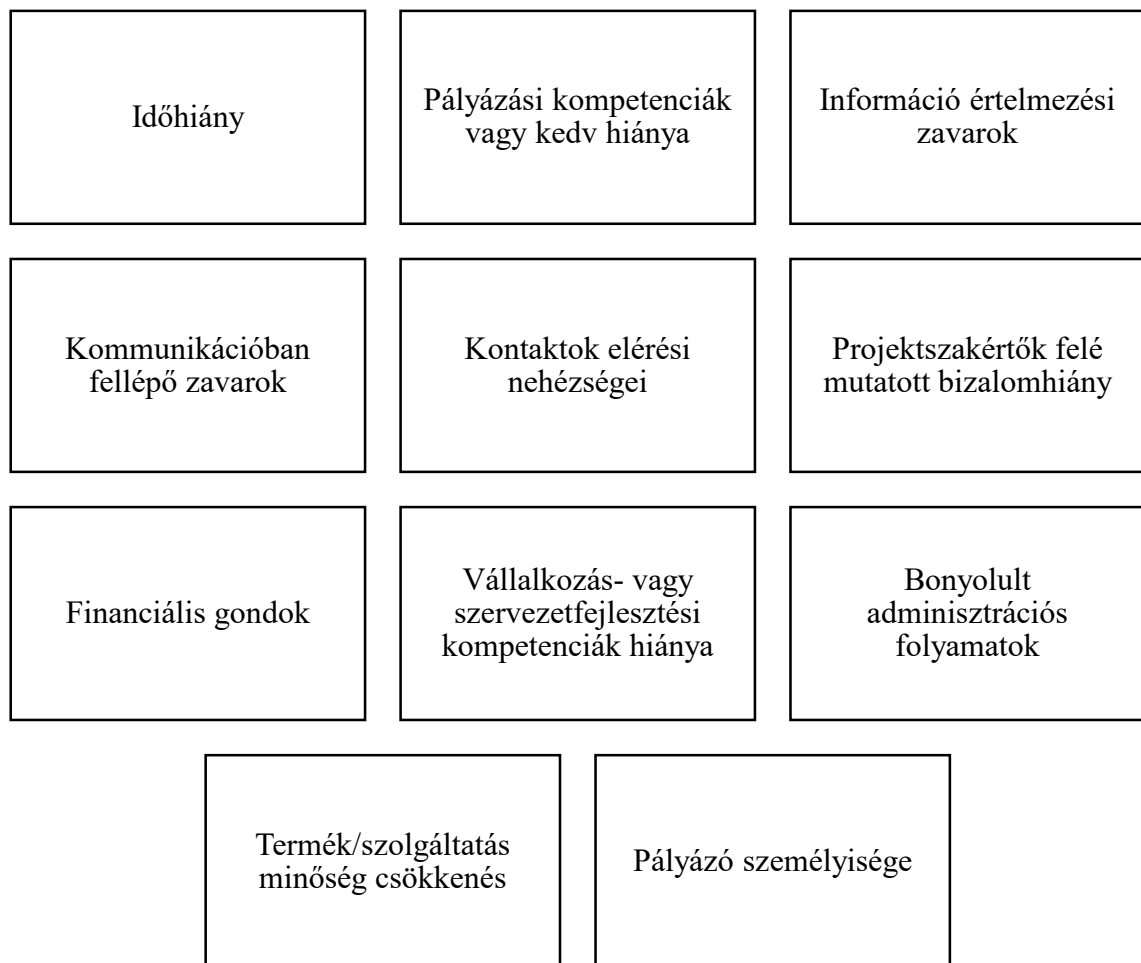 Időhiány
Pályázási kompetenciák
vagy kedv hiánya
Információ értelmezési
zavarok
Kommunikációban
fellépő zavarok
Kontaktok elérési
nehézségei
Projektszakértők felé
mutatott bizalomhiány
Financiális gondok
Vállalkozás- vagy
szervezetfejlesztési
kompetenciák hiánya
Bonyolult
adminisztrációs
folyamatok
Termék/szolgáltatás
minőség csökkenés
Pályázó személyisége